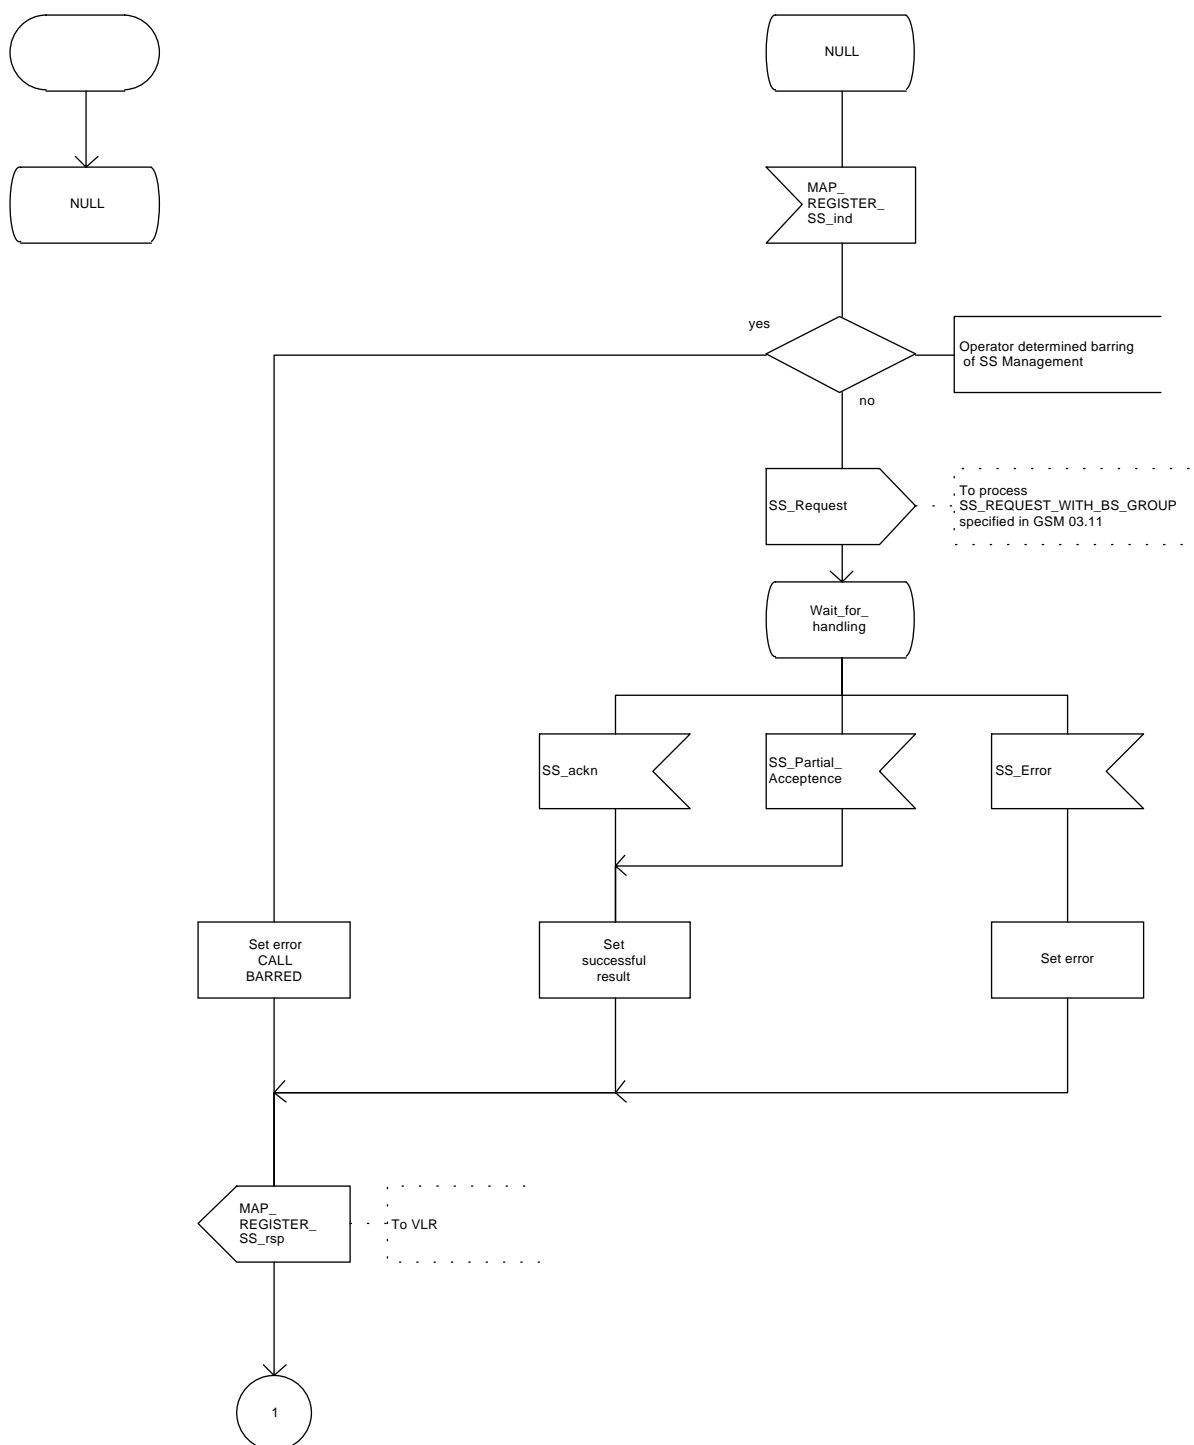 NULL
NULL
MAP_
REGISTER_
SS_ind
yes
Operator determined barring
of SS Management
no
SS_Request
To process
SS_REQUEST_WITH_BS_GROUP
specified in GSM 03.11
Wait_for_
handling
SS_ackn
SS_Partial_
Acceptence
SS_Error
Set error
CALL
BARRED
Set
successful
result
Set error
MAP_
REGISTER_
SS_rsp
To VLR
1